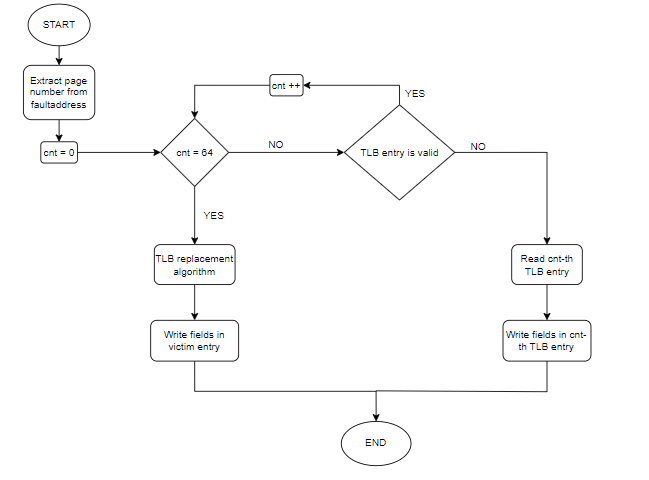 START
Extract page
number from
faultaddress
cnt = 0
cnt ++
YES
cnt = 64
NO
TLB entry is valid
NO
YES
TLB replacement
algorithm
Read cnt-th
TLB entry
Write fields in
victim entry
Write fields in cnt-
th TLB entry
END